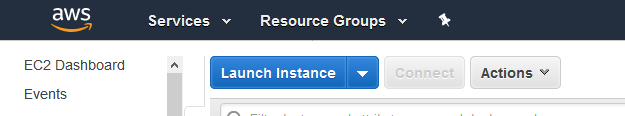 aws Services Resource Groups
EC2 Dashboard
Launch Instance Connect Actions
Events